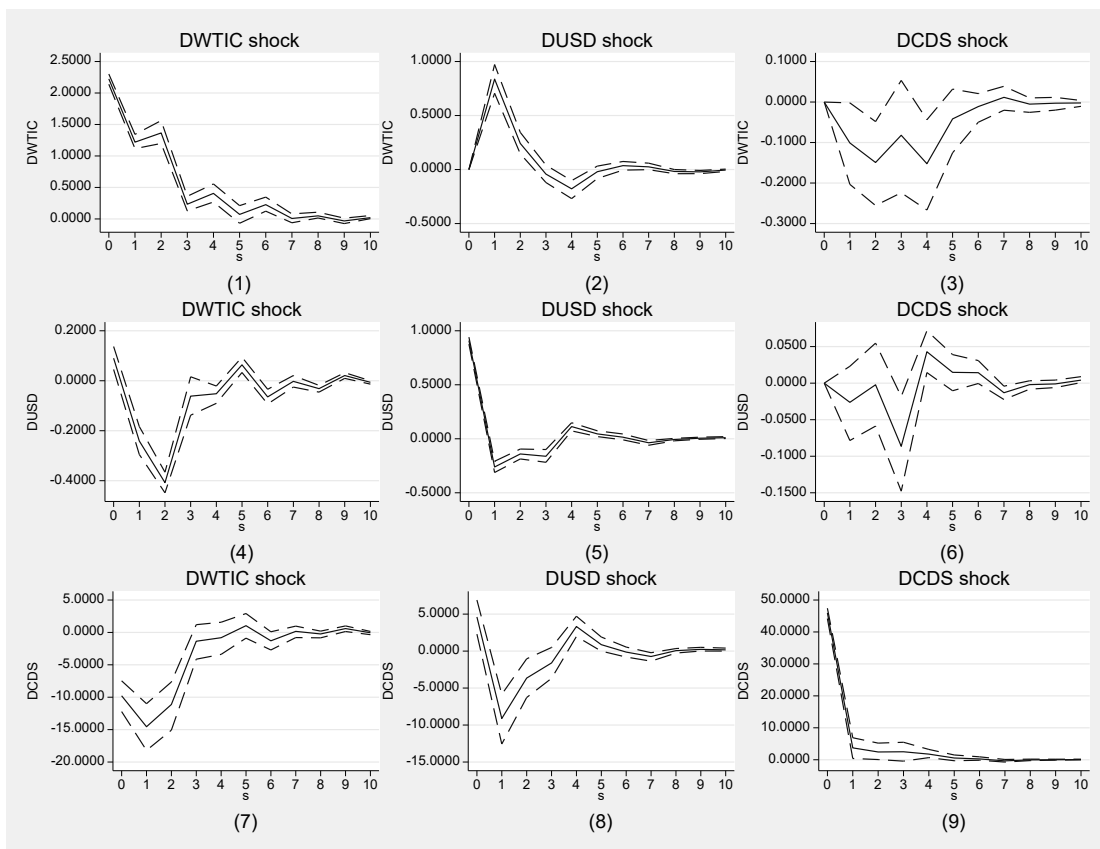 DWTIC shock
2.5000
2.0000
1.5000
1.0000
0.5000
0.0000
DWTIC
0 1 2 3 4 5 6 7 8 9 10
s
(1)
DUSD shock
1.0000
0.5000
0.0000
-0.5000
DWTIC
0 1 2 3 4 5 6 7 8 9 10
s
(2)
DCDS shock
0.1000
0.0000
-0.1000
-0.2000
-0.3000
DWTIC
0 1 2 3 4 5 6 7 8 9 10
s
(3)
DWTIC shock
0.2000
0.0000
-0.2000
-0.4000
DUSD
0 1 2 3 4 5 6 7 8 9 10
s
(4)
DUSD shock
1.0000
0.5000
0.0000
-0.5000
DUSD
0 1 2 3 4 5 6 7 8 9 10
s
(5)
DCDS shock
0.0500
0.0000
-0.0500
-0.1000
-0.1500
DUSD
0 1 2 3 4 5 6 7 8 9 10
s
(6)
DWTIC shock
5.0000
0.0000
-5.0000
-10.0000
-15.0000
-20.0000
DCDS
0 1 2 3 4 5 6 7 8 9 10
s
(7)
DUSD shock
5.0000
0.0000
-5.0000
-10.0000
-15.0000
DCDS
0 1 2 3 4 5 6 7 8 9 10
s
(8)
DCDS shock
50.0000
40.0000
30.0000
20.0000
10.0000
0.0000
DCDS
0 1 2 3 4 5 6 7 8 9 10
s
(9)